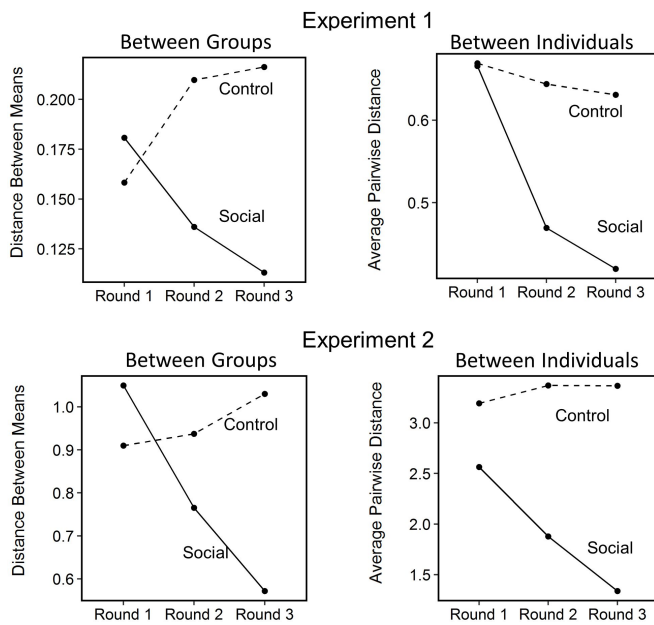 Experiment 1
Between Groups
Distance Between Means
0.200
0.175
0.150
0.125
Control
Social
Round 1 Round 2 Round 3
Between Individuals
Average Pairwise Distance
0.6
0.5
Control
Social
Round 1 Round 2 Round 3
Experiment 2
Between Groups
Distance Between Means
1.0
0.9
0.8
0.7
0.6
Control
Social
Round 1 Round 2 Round 3
Between Individuals
Average Pairwise Distance
3.0
2.5
2.0
1.5
Control
Social
Round 1 Round 2 Round 3